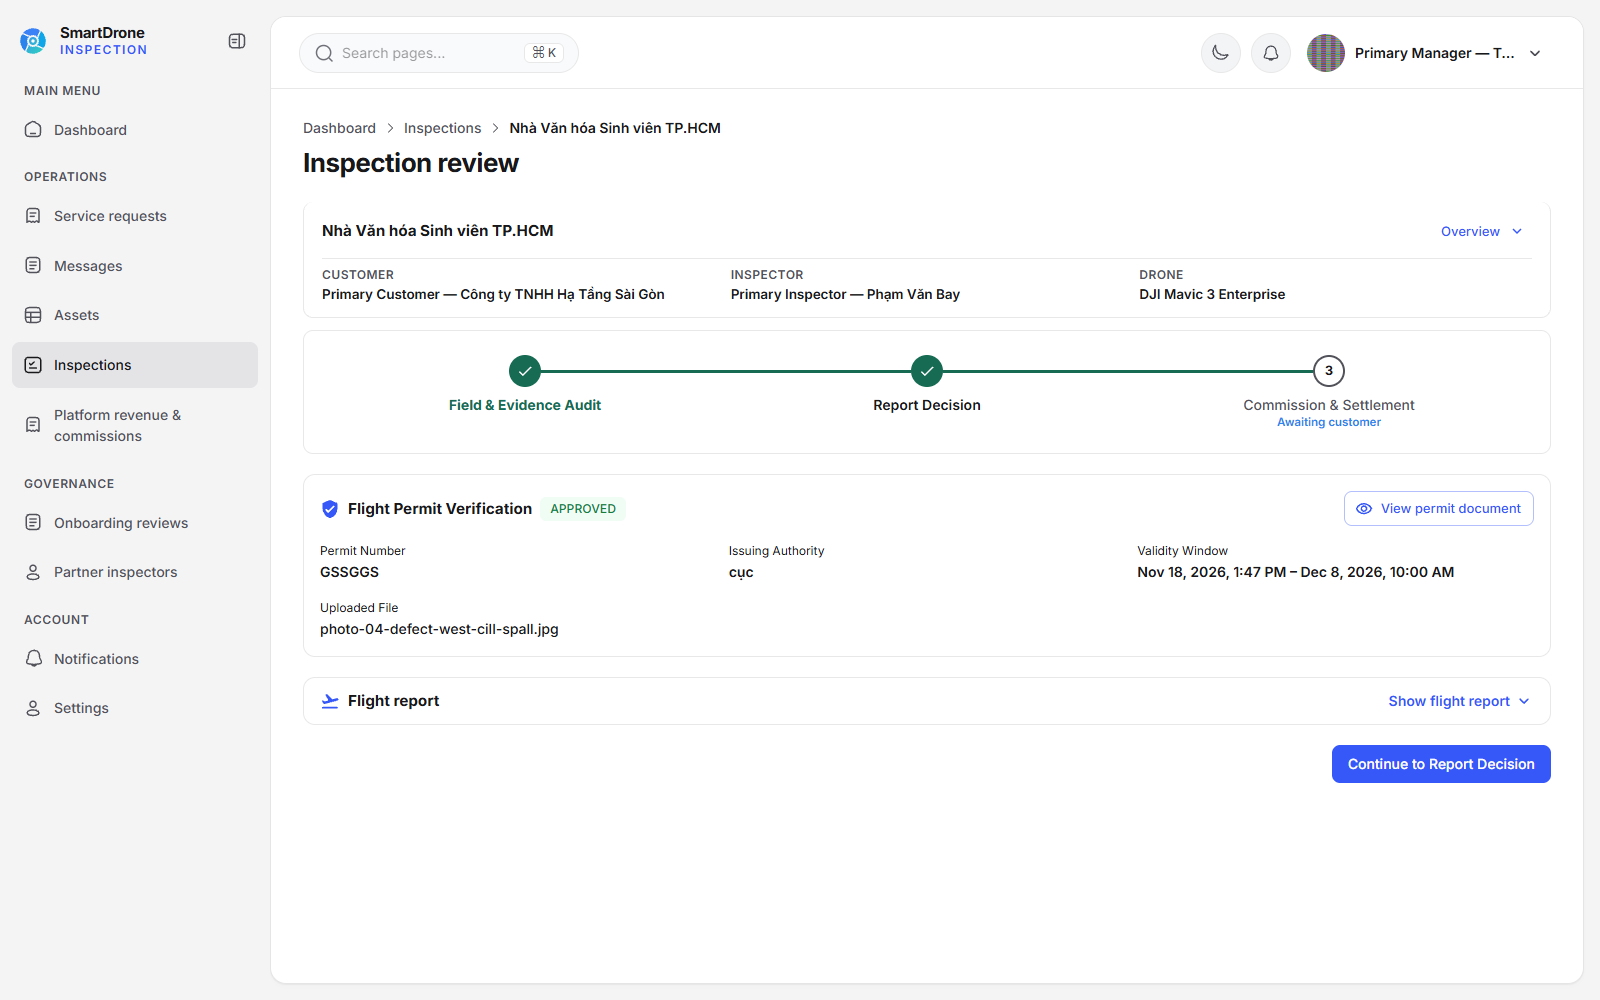 SmartDrone
INSPECTION
MAIN MENU
Dashboard
OPERATIONS
Service requests
Messages
Assets
Inspections
Platform revenue &
commissions
GOVERNANCE
Onboarding reviews
Partner inspectors
ACCOUNT
Notifications
Settings
Search pages...
⌘ K
Primary Manager — T...
Dashboard > Inspections > Nhà Văn hóa Sinh viên TP.HCM
Inspection review
Nhà Văn hóa Sinh viên TP.HCM
Overview
CUSTOMER
Primary Customer — Công ty TNHH Hạ Tầng Sài Gòn
INSPECTOR
Primary Inspector — Phạm Văn Bay
DRONE
DJI Mavic 3 Enterprise
Field & Evidence Audit
Report Decision
3
Commission & Settlement
Awaiting customer
Flight Permit Verification
APPROVED
View permit document
Permit Number
GSSGGS
Issuing Authority
cục
Validity Window
Nov 18, 2026, 1:47 PM – Dec 8, 2026, 10:00 AM
Uploaded File
photo-04-defect-west-cill-spall.jpg
Flight report
Show flight report
Continue to Report Decision